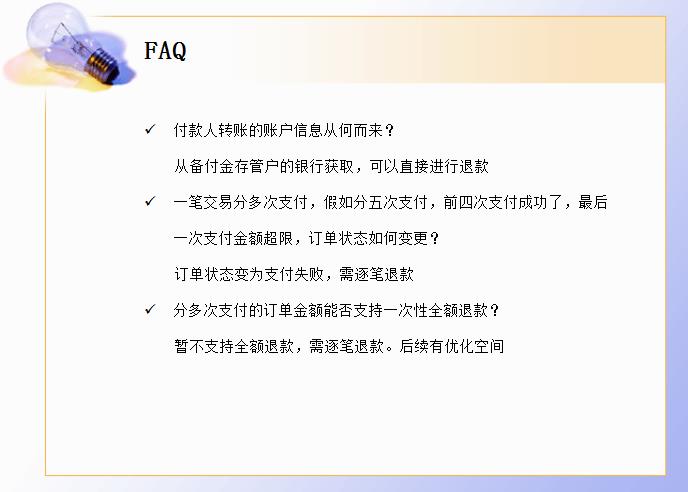 FAQ
✓ 付款人转账的账户信息从何而来？
从备付金存管户的银行获取，可以直接进行退款
✓ 一笔交易分多次支付，假如分五次支付，前四次支付成功了，最后
一次支付金额超限，订单状态如何变更？
订单状态变为支付失败，需逐笔退款
✓ 分多次支付的订单金额能否支持一次性全额退款？
暂不支持全额退款，需逐笔退款。后续有优化空间